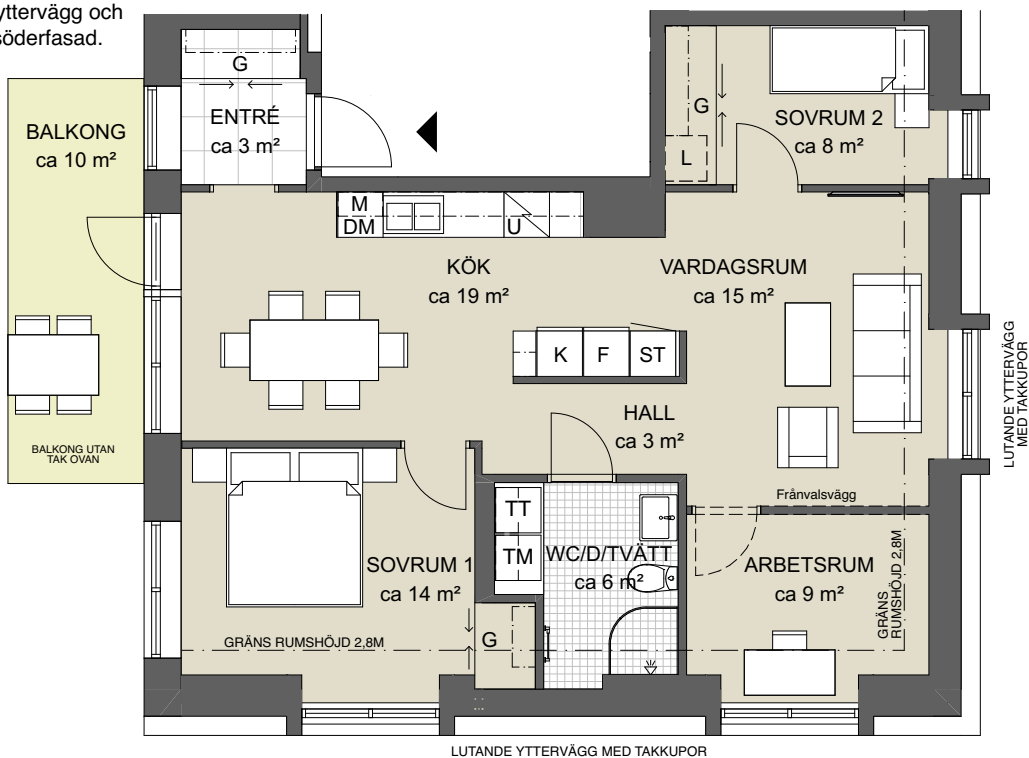 yttervägg och
söderfasad.
G
ENTRÉ
ca 3 m²
BALKONG
ca 10 m²
G
L
SOVRUM 2
ca 8 m²
M
DM
U
KÖK
ca 19 m²
VARDAGSRUM
ca 15 m²
K
F
ST
HALL
ca 3 m²
LUTANDE YTTERVÄGG
MED TAKKUPOR
BALKONG UTAN
TAK OVAN
Frånvalsvägg
TT
TM
WC/D/TVÄTT
ca 6 m²
SOVRUM 1
ca 14 m²
ARBETSRUM
ca 9 m²
GRÄNS
RUMSHÖJD 2,8M
GRÄNS RUMSHÖJD 2,8M
G
LUTANDE YTTERVÄGG MED TAKKUPOR